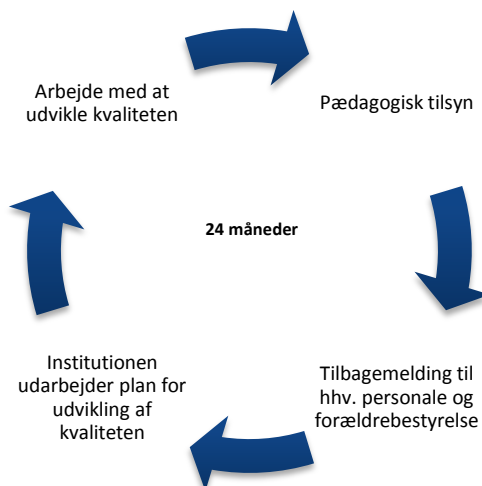 Arbejde med at
udvikle kvaliteten
Pædagogisk tilsyn
24 måneder
Tilbagemelding til
hhv. personale og
forældrebestyrelse
Institutionen
udarbejder plan for
udvikling af
kvaliteten